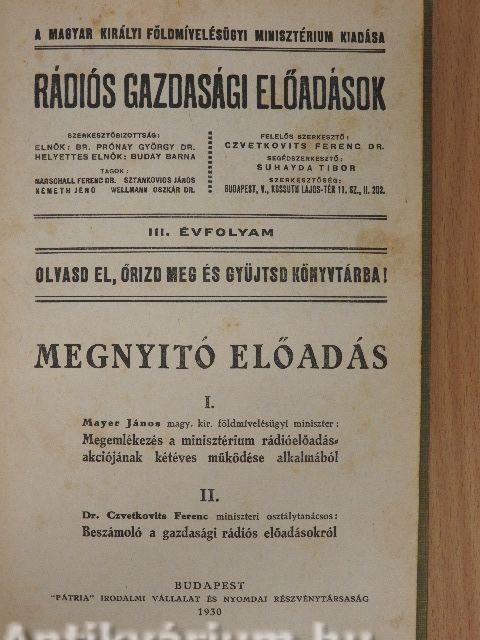 A MAGYAR KIRÁLYI FÖLDMÍVELÉSÜGYI MINISZTÉRIUM KIADÁSA
RÁDIÓS GAZDASÁGI ELŐADÁSOK
SZERKESZTŐBIZOTTSÁG:
ELNÖK: BR. PRÓNAY GYÖRGY DR.
HELYETTES ELNÖK: BUDAY BARNA
TAGOK:
MARSCHALL FERENC DR. SZTANKOVICS JÁNOS
NÉMETH JENŐ WELLMANN OSZKÁR DR.
FELELŐS SZERKESZTŐ:
CZVETKOVITS FERENC DR.
SEGÉDSZERKESZTŐ:
SUHAYDA TIBOR
SZERKESZTŐSÉG:
BUDAPEST, V., KOSSUTH LAJOS-TÉR 11. SZ., II. 202.
III. ÉVFOLYAM
OLVASD EL, ŐRIZD MEG ÉS GYÜJTSD KÖNYVTÁRBA!
MEGNYITÓ ELŐADÁS
I.
Mayer János magy. kir. földmívelésügyi miniszter:
Megemlékezés a minisztérium rádióelőadás-
akciójának kétéves működése alkalmából
II.
Dr. Czvetkovits Ferenc miniszteri osztálytanácsos:
Beszámoló a gazdasági rádiós előadásokról
BUDAPEST
"PÁTRIA" IRODALMI VÁLLALAT ÉS NYOMDAI RÉSZVÉNYTÁRSASÁG
1930
Antikvárium.hu